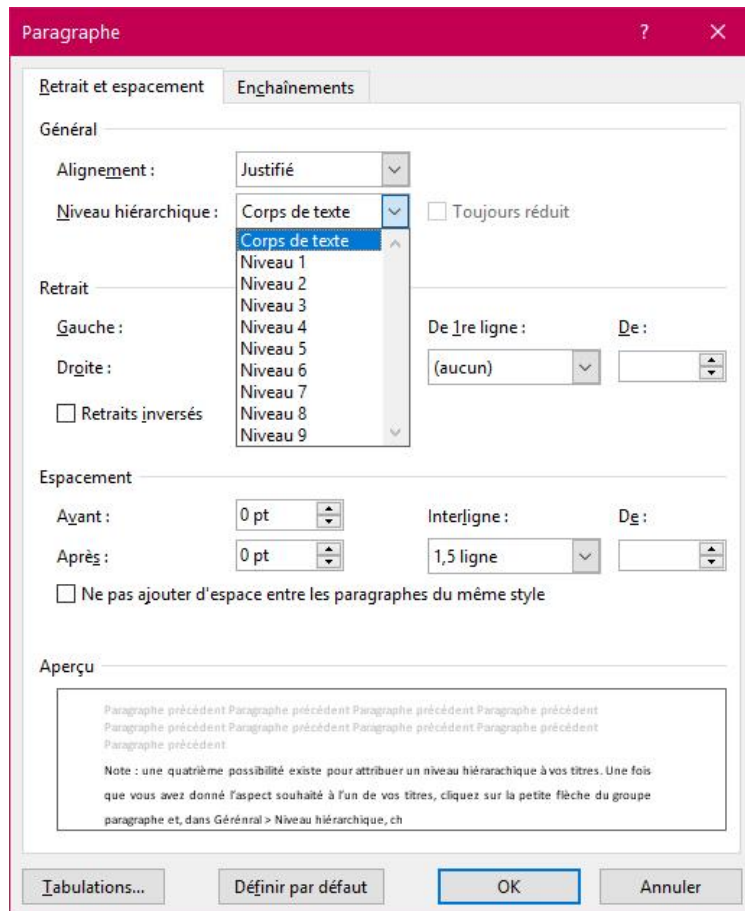 Paragraphe ?
Retrait et espacement Enchaînements
Général
Alignement : Justifié
Niveau hiérarchique : Corps de texte Toujours réduit
Corps de texte
Niveau 1
Niveau 2
Retrait Niveau 3
Gauche : Niveau 4 De 1re ligne : De :
Niveau 5
Droite : Niveau 6 (aucun)
Niveau 7
Retraits inversés Niveau 8
Niveau 9
Espacement
Avant : 0 pt Interligne : De :
Après : 0 pt 1,5 ligne
Ne pas ajouter d'espace entre les paragraphes du même style
Aperçu
Paragraphe précédent Paragraphe précédent Paragraphe précédent Paragraphe précédent
Paragraphe précédent Paragraphe précédent Paragraphe précédent Paragraphe précédent
Paragraphe précédent
Note : une quatrième possibilité existe pour attribuer un niveau hiérarachique à vos titres. Une fois
que vous avez donné l'aspect souhaité à l'un de vos titres, cliquez sur la petite flèche du groupe
paragraphe et, dans Gérénral > Niveau hiérarchique, ch
Tabulations... Définir par défaut OK Annuler